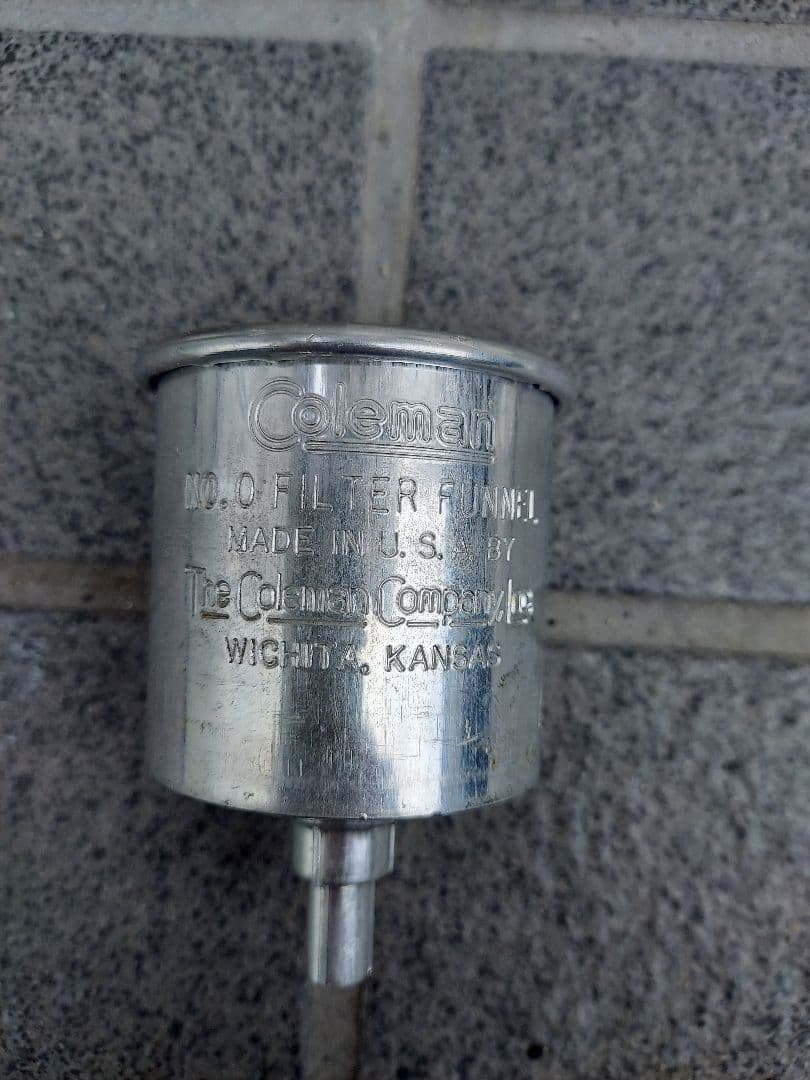 Coleman
NO. 0 FILTER FUNNEL
MADE IN U. S. A. BY
The Coleman Company, Inc
WICHITA, KANSAS